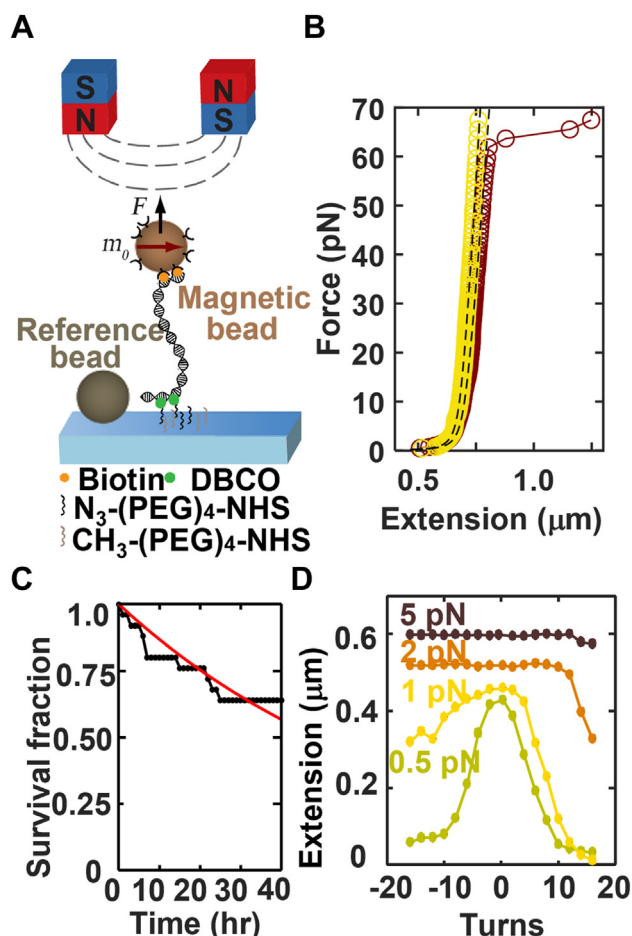 A
S
N
N
S
F
m₀
Magnetic
bead
Reference
bead
Biotin DBCO
N₃-(PEG)₄-NHS
CH₃-(PEG)₄-NHS
B
Force (pN)
70
60
50
40
30
20
10
0
0.5 1.0
Extension (μm)
C
Survival fraction
1.0
0.75
0.50
0.25
0
0 10 20 30 40
Time (hr)
D
Extension (μm)
0.6
0.4
0.2
0
5 pN
2 pN
1 pN
0.5 pN
-20 -10 0 10 20
Turns